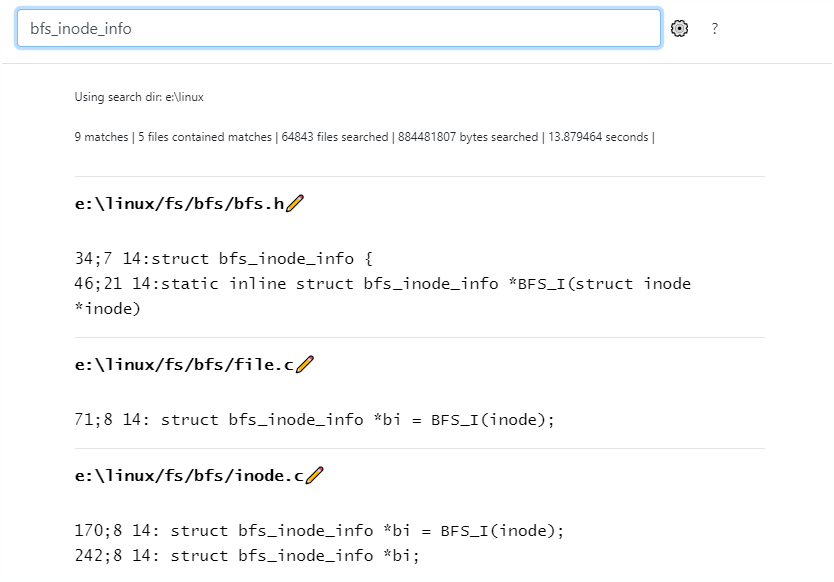 bfs_inode_info
?
Using search dir: e:\linux
9 matches | 5 files contained matches | 64843 files searched | 884481807 bytes searched | 13.879464 seconds |
e:\linux/fs/bfs/bfs.h
34;7 14:struct bfs_inode_info {
46;21 14:static inline struct bfs_inode_info *BFS_I(struct inode
*inode)
e:\linux/fs/bfs/file.c
71;8 14: struct bfs_inode_info *bi = BFS_I(inode);
e:\linux/fs/bfs/inode.c
170;8 14: struct bfs_inode_info *bi = BFS_I(inode);
242;8 14: struct bfs_inode_info *bi;